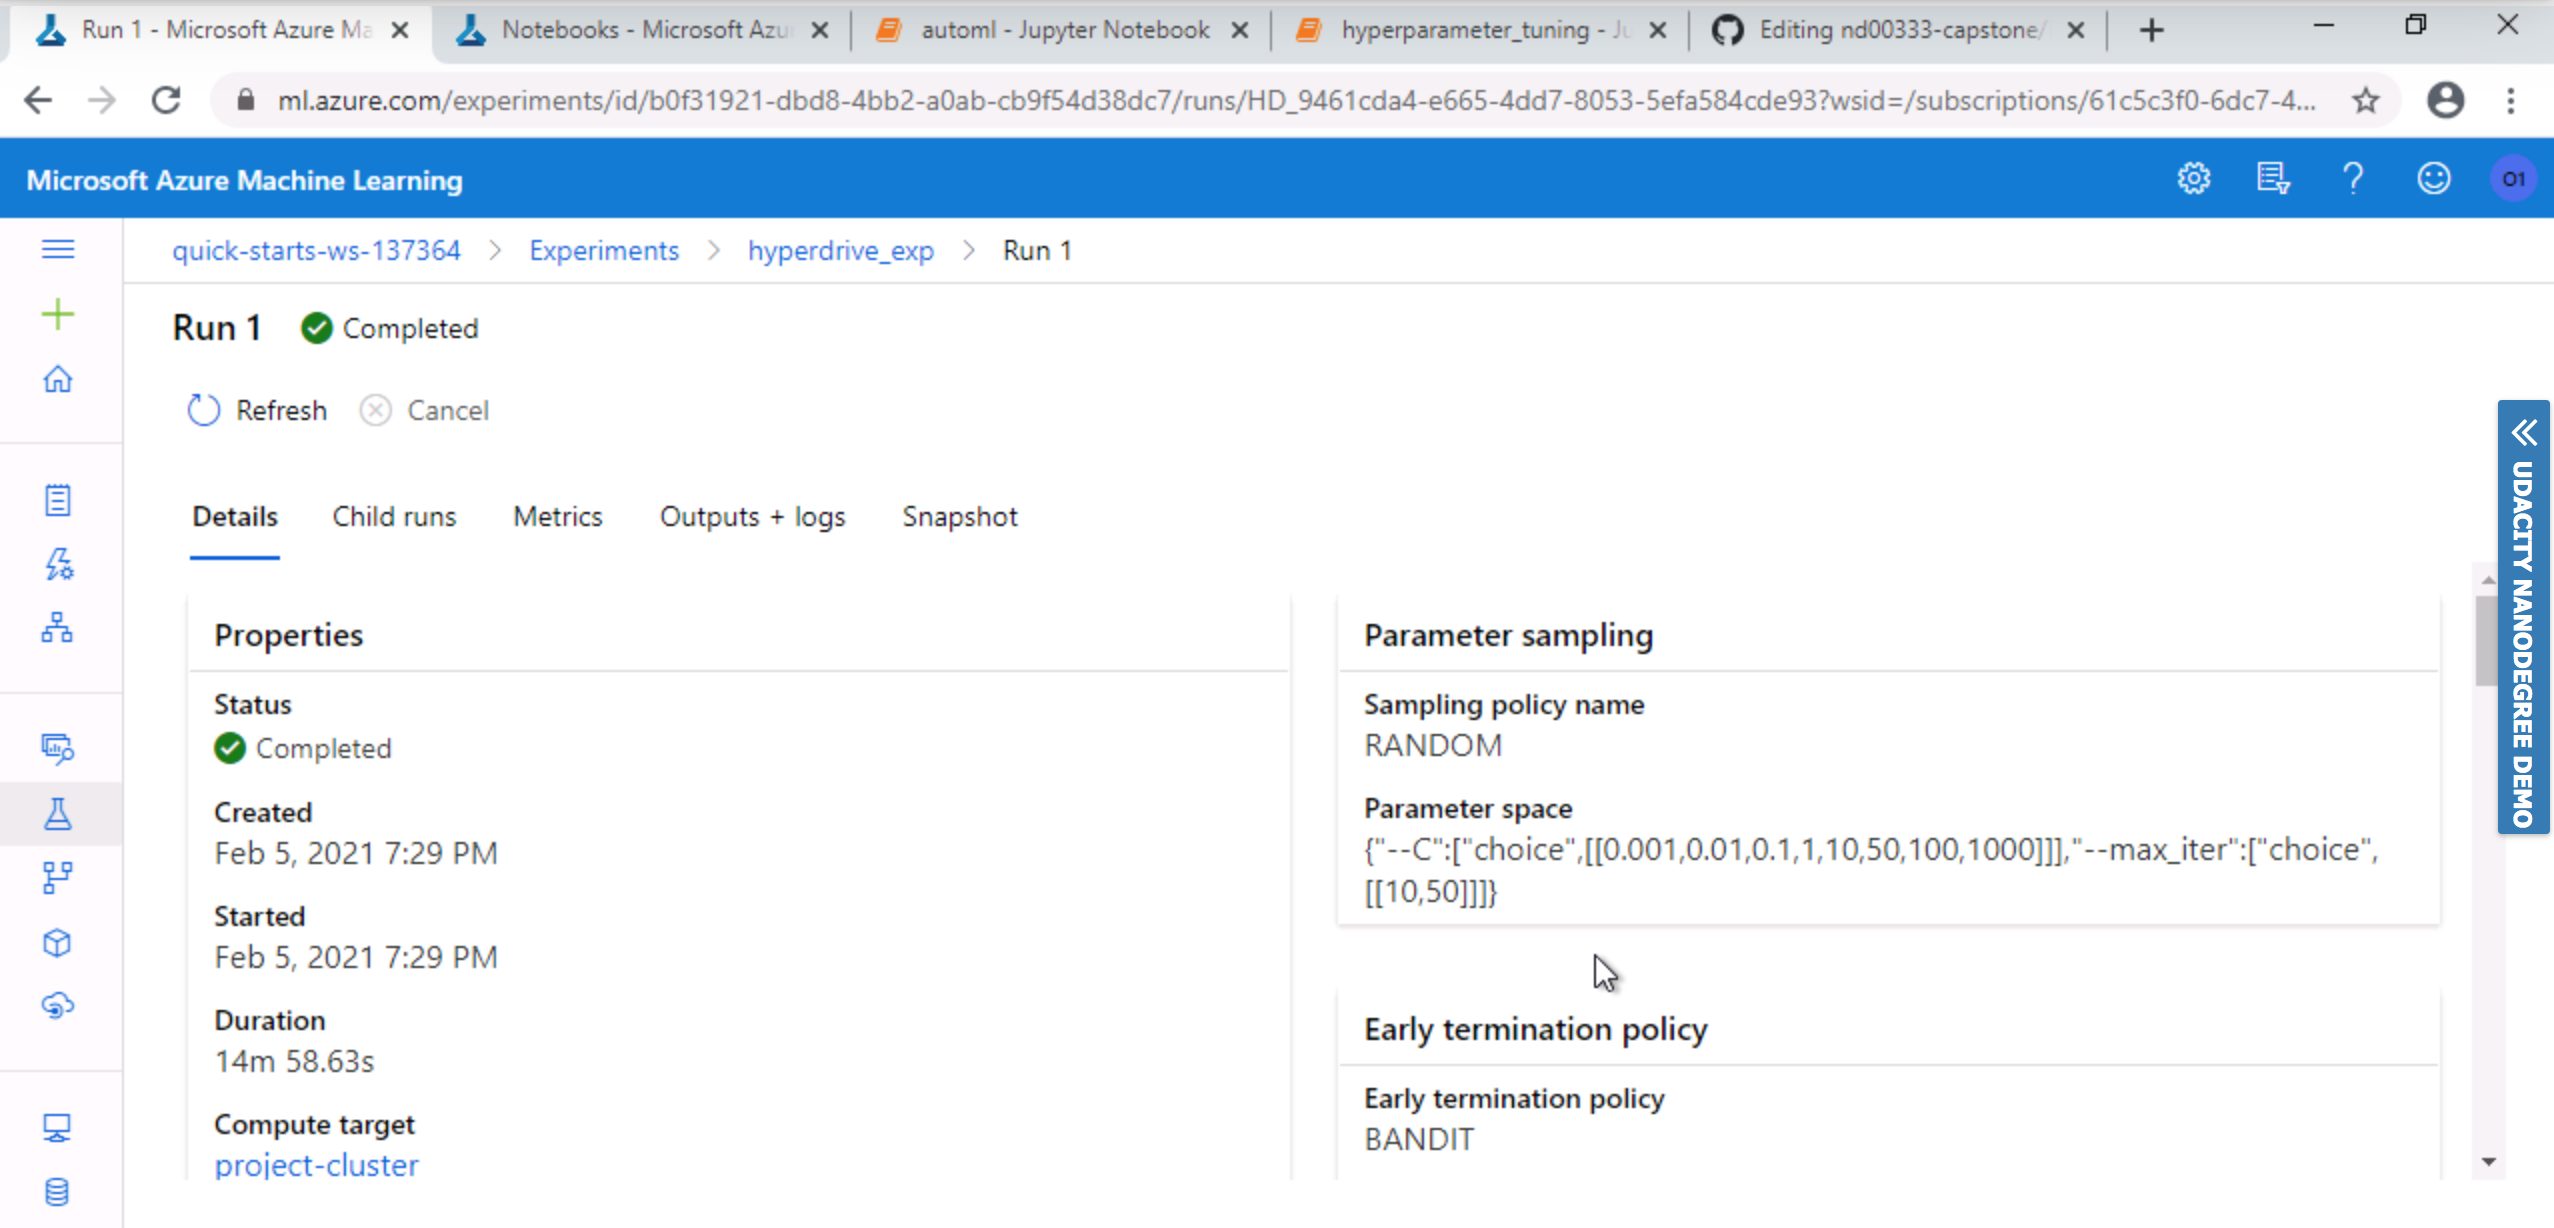 Run 1 - Microsoft Azure Ma
Notebooks - Microsoft Azu
automl - Jupyter Notebook
hyperparameter_tuning - Ju
Editing nd00333-capstone/
ml.azure.com/experiments/id/b0f31921-dbd8-4bb2-a0ab-cb9f54d38dc7/runs/HD_9461cda4-e665-4dd7-8053-5efa584cde93?wsid=/subscriptions/61c5c3f0-6dc7-4...
Microsoft Azure Machine Learning
O1
quick-starts-ws-137364 > Experiments > hyperdrive_exp > Run 1
Run 1 Completed
Refresh Cancel
Details Child runs Metrics Outputs + logs Snapshot
Properties
Status
Completed
Created
Feb 5, 2021 7:29 PM
Started
Feb 5, 2021 7:29 PM
Duration
14m 58.63s
Compute target
project-cluster
Parameter sampling
Sampling policy name
RANDOM
Parameter space
{"--C":["choice",[[0.001,0.01,0.1,1,10,50,100,1000]]],"--max_iter":["choice",
[[10,50]]]}
Early termination policy
Early termination policy
BANDIT
UDACITY NANODEGREE DEMO